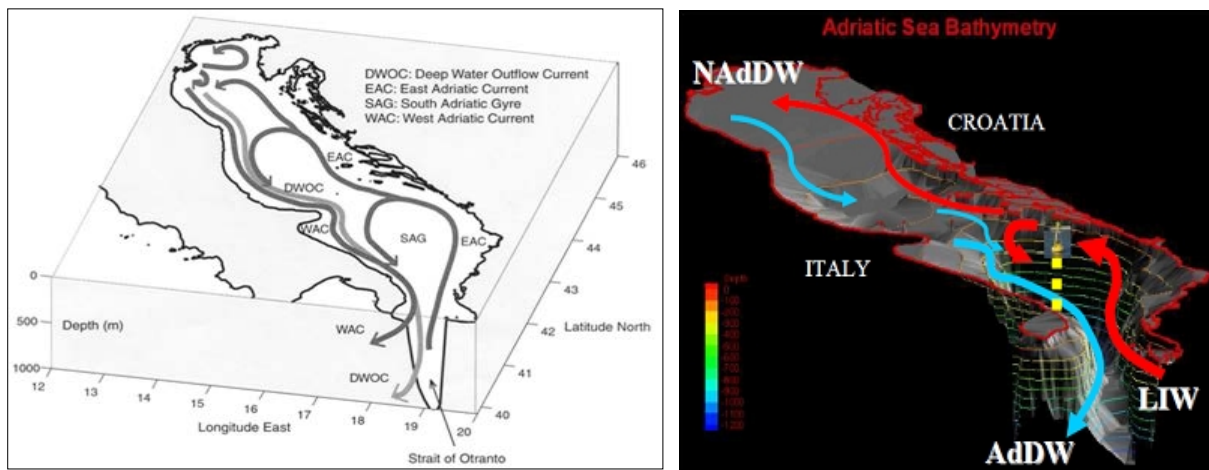 DWOC: Deep Water Outflow Current
EAC: East Adriatic Current
SAG: South Adriatic Gyre
WAC: West Adriatic Current
EAC
DWOC
WAC
SAG
EAC
46
45
44
43
42
41
40
Latitude North
0
500
1000
Depth (m)
WAC
DWOC
12
13
14
15
16
17
18
19
20
Longitude East
Strait of Otranto
Adriatic Sea Bathymetry
NAdDW
CROATIA
ITALY
Depth
LIW
AdDW